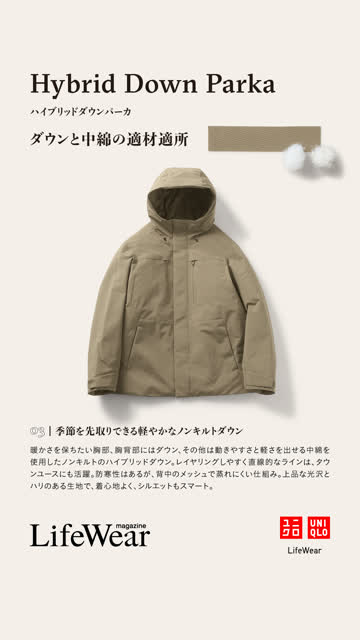 Hybrid Down Parka
ハイブリッドダウンパーカ
ダウンと中綿の適材適所
03 | 季節を先取りできる軽やかなノンキルトダウン
暖かさを保ちたい胸部、胸背部にはダウン、その他は動きやすさと軽さを出せる中綿を
使用したノンキルトのハイブリッドダウン。レイヤリングしやすく直線的なラインは、タウ
ンユースにも活躍。防寒性はあるが、背中のメッシュで蒸れにくい仕組み。上品な光沢と
ハリのある生地で、着心地よく、シルエットもスマート。
LifeWear magazine
ユニクロ UNIQLO
LifeWear